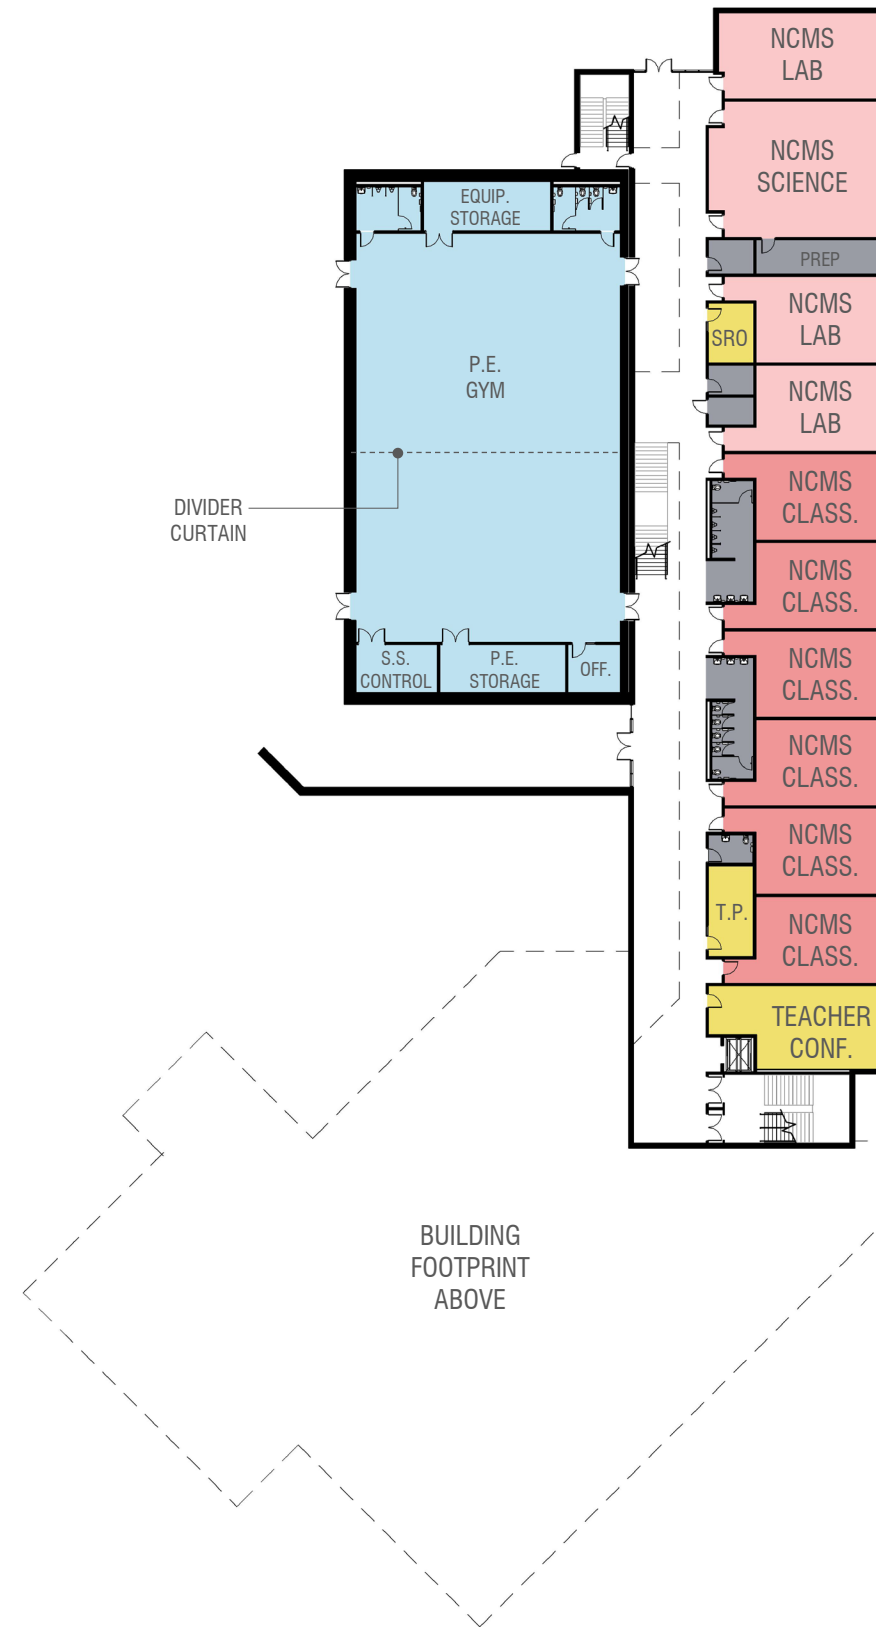 NCMS
LAB
NCMS
SCIENCE
EQUIP.
STORAGE
PREP
NCMS
LAB
SRO
P.E.
GYM
NCMS
LAB
DIVIDER
CURTAIN
NCMS
CLASS.
NCMS
CLASS.
NCMS
CLASS.
S.S.
CONTROL
P.E.
STORAGE
OFF.
NCMS
CLASS.
NCMS
CLASS.
T.P.
NCMS
CLASS.
TEACHER
CONF.
BUILDING
FOOTPRINT
ABOVE